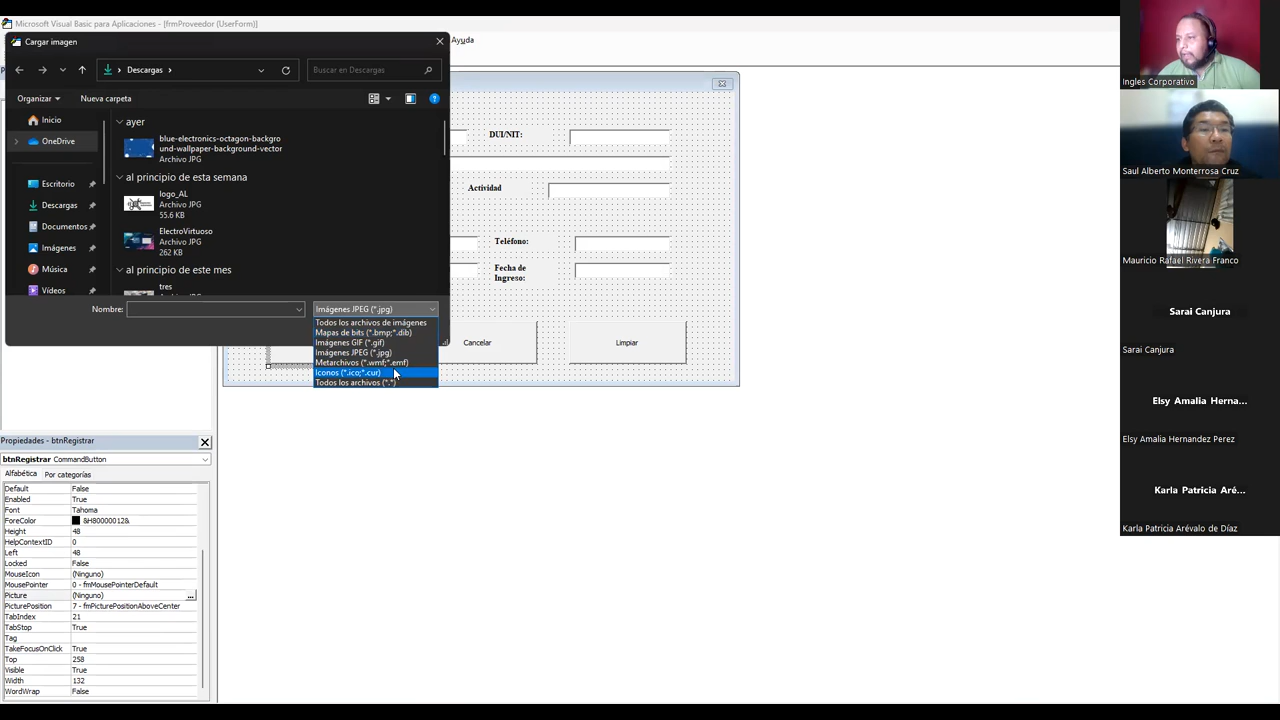 Microsoft Visual Basic para Aplicaciones - [frmProveedor (UserForm)]
Cargar imagen
Ayuda
Descargas
Buscar en Descargas
Organizar
Nueva carpeta
Inicio
OneDrive
Escritorio
Descargas
Documentos
Imágenes
Música
Vídeos
ayer
blue-electronics-octagon-backgro
und-wallpaper-background-vector
Archivo JPG
al principio de esta semana
logo_AL
Archivo JPG
55.6 KB
ElectroVirtuoso
Archivo JPG
262 KB
al principio de este mes
tres
Nombre:
Imágenes JPEG (*.jpg)
Todos los archivos de imágenes
Mapas de bits (*.bmp;*.dib)
Imágenes GIF (*.gif)
Imágenes JPEG (*.jpg)
Metarchivos (*.wmf;*.emf)
Iconos (*.ico;*.cur)
Todos los archivos (*.*)
DUI/NIT:
Actividad
Teléfono:
Fecha de
Ingreso:
Cancelar
Limpiar
Propiedades - btnRegistrar
btnRegistrar CommandButton
Alfabética
Por categorías
Default False
Enabled True
Font Tahoma
ForeColor &H80000012&
Height 48
HelpContextID 0
Left 48
Locked False
MouseIcon (Ninguno)
MousePointer 0 - fmMousePointerDefault
Picture (Ninguno) ...
PicturePosition 7 - fmPicturePositionAboveCenter
TabIndex 21
TabStop True
Tag
TakeFocusOnClick True
Top 258
Visible True
Width 132
WordWrap False
Ingles Corporativo
Saul Alberto Monterrosa Cruz
Mauricio Rafael Rivera Franco
Sarai Canjura
Sarai Canjura
Elsy Amalia Herna...
Elsy Amalia Hernandez Perez
Karla Patricia Aré...
Karla Patricia Arévalo de Díaz